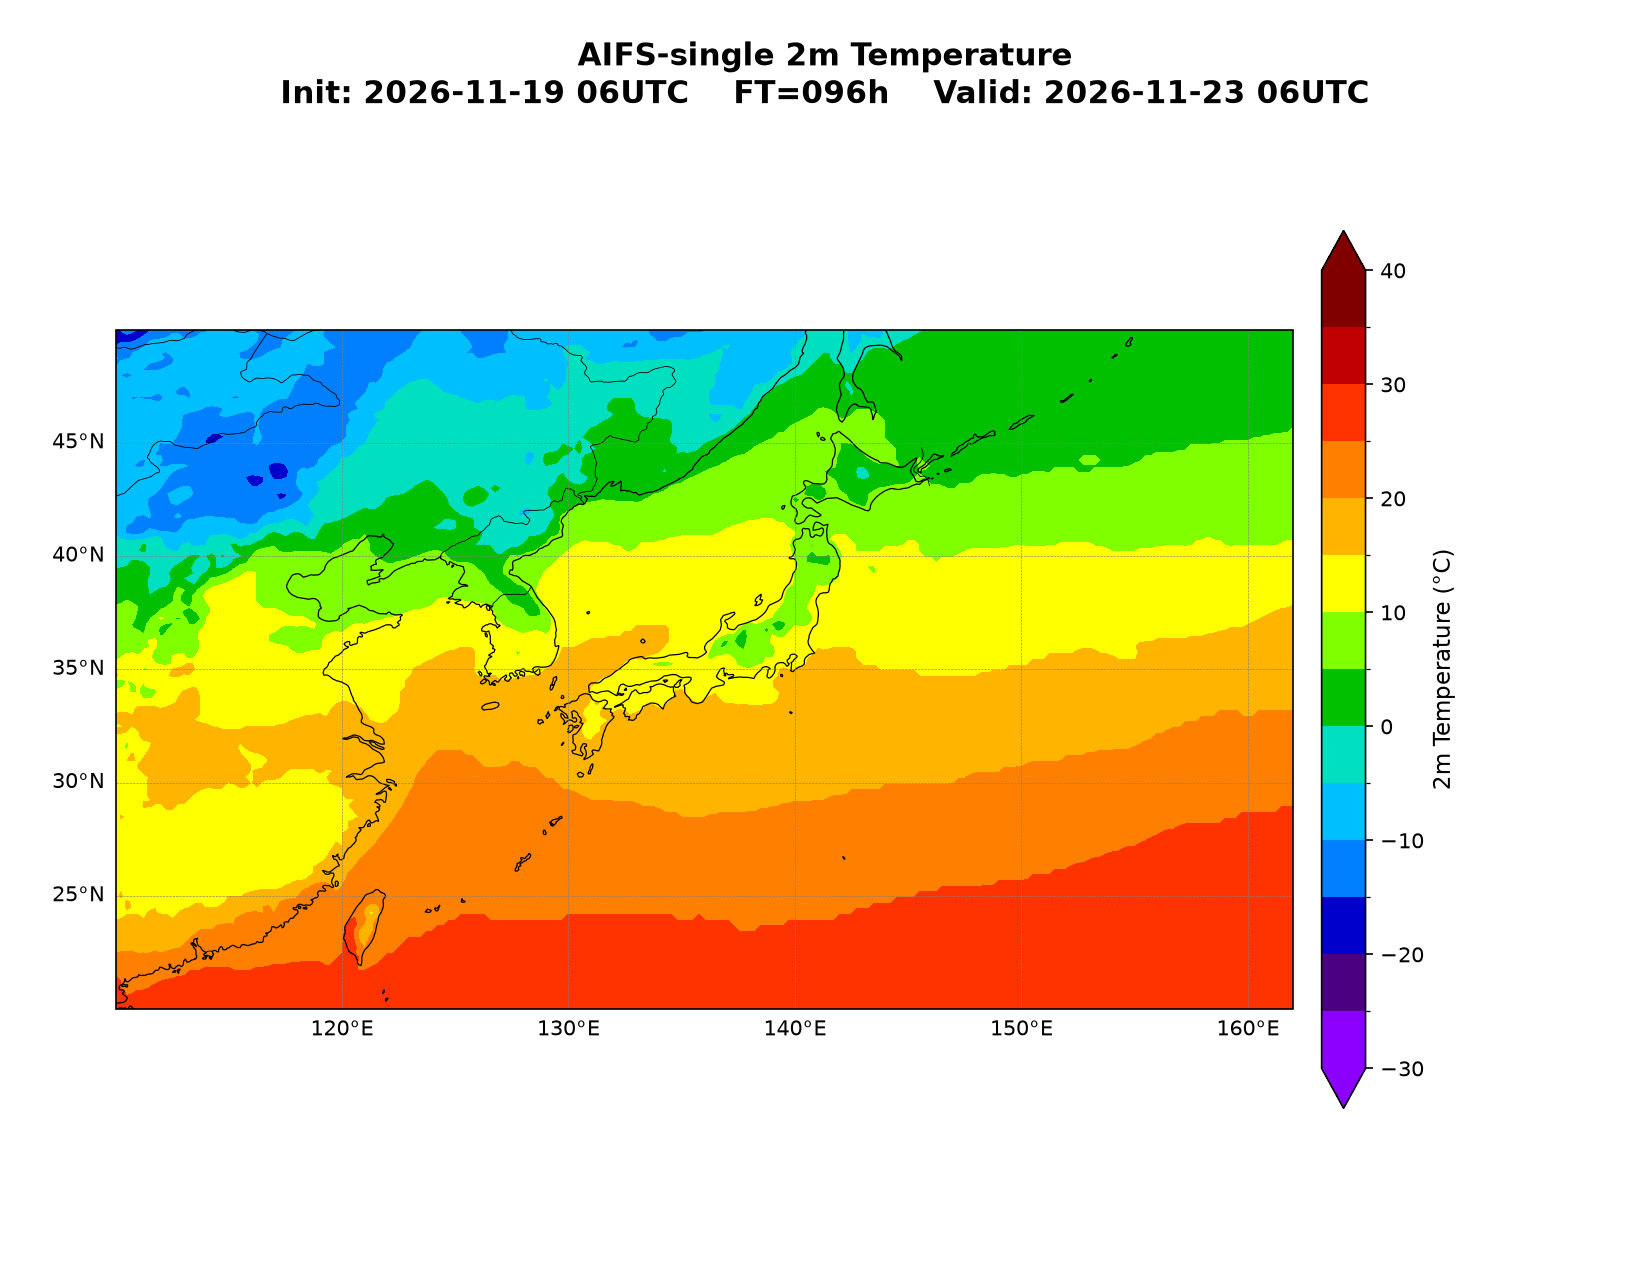 AIFS-single 2m Temperature
Init: 2026-11-19 06UTC    FT=096h    Valid: 2026-11-23 06UTC
45°N
40°N
35°N
30°N
25°N
120°E
130°E
140°E
150°E
160°E
40
30
20
10
0
−10
−20
−30
2m Temperature (°C)